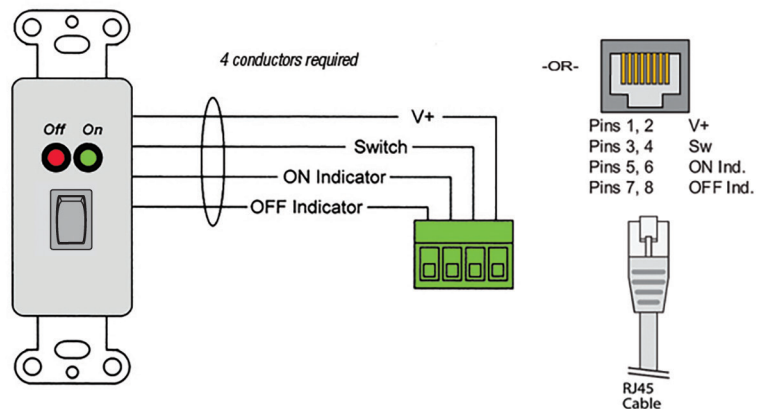 4 conductors required
-OR-
Off On
V+
Switch
ON Indicator
OFF Indicator
Pins 1, 2 V+
Pins 3, 4 Sw
Pins 5, 6 ON Ind.
Pins 7, 8 OFF Ind.
RJ45
Cable